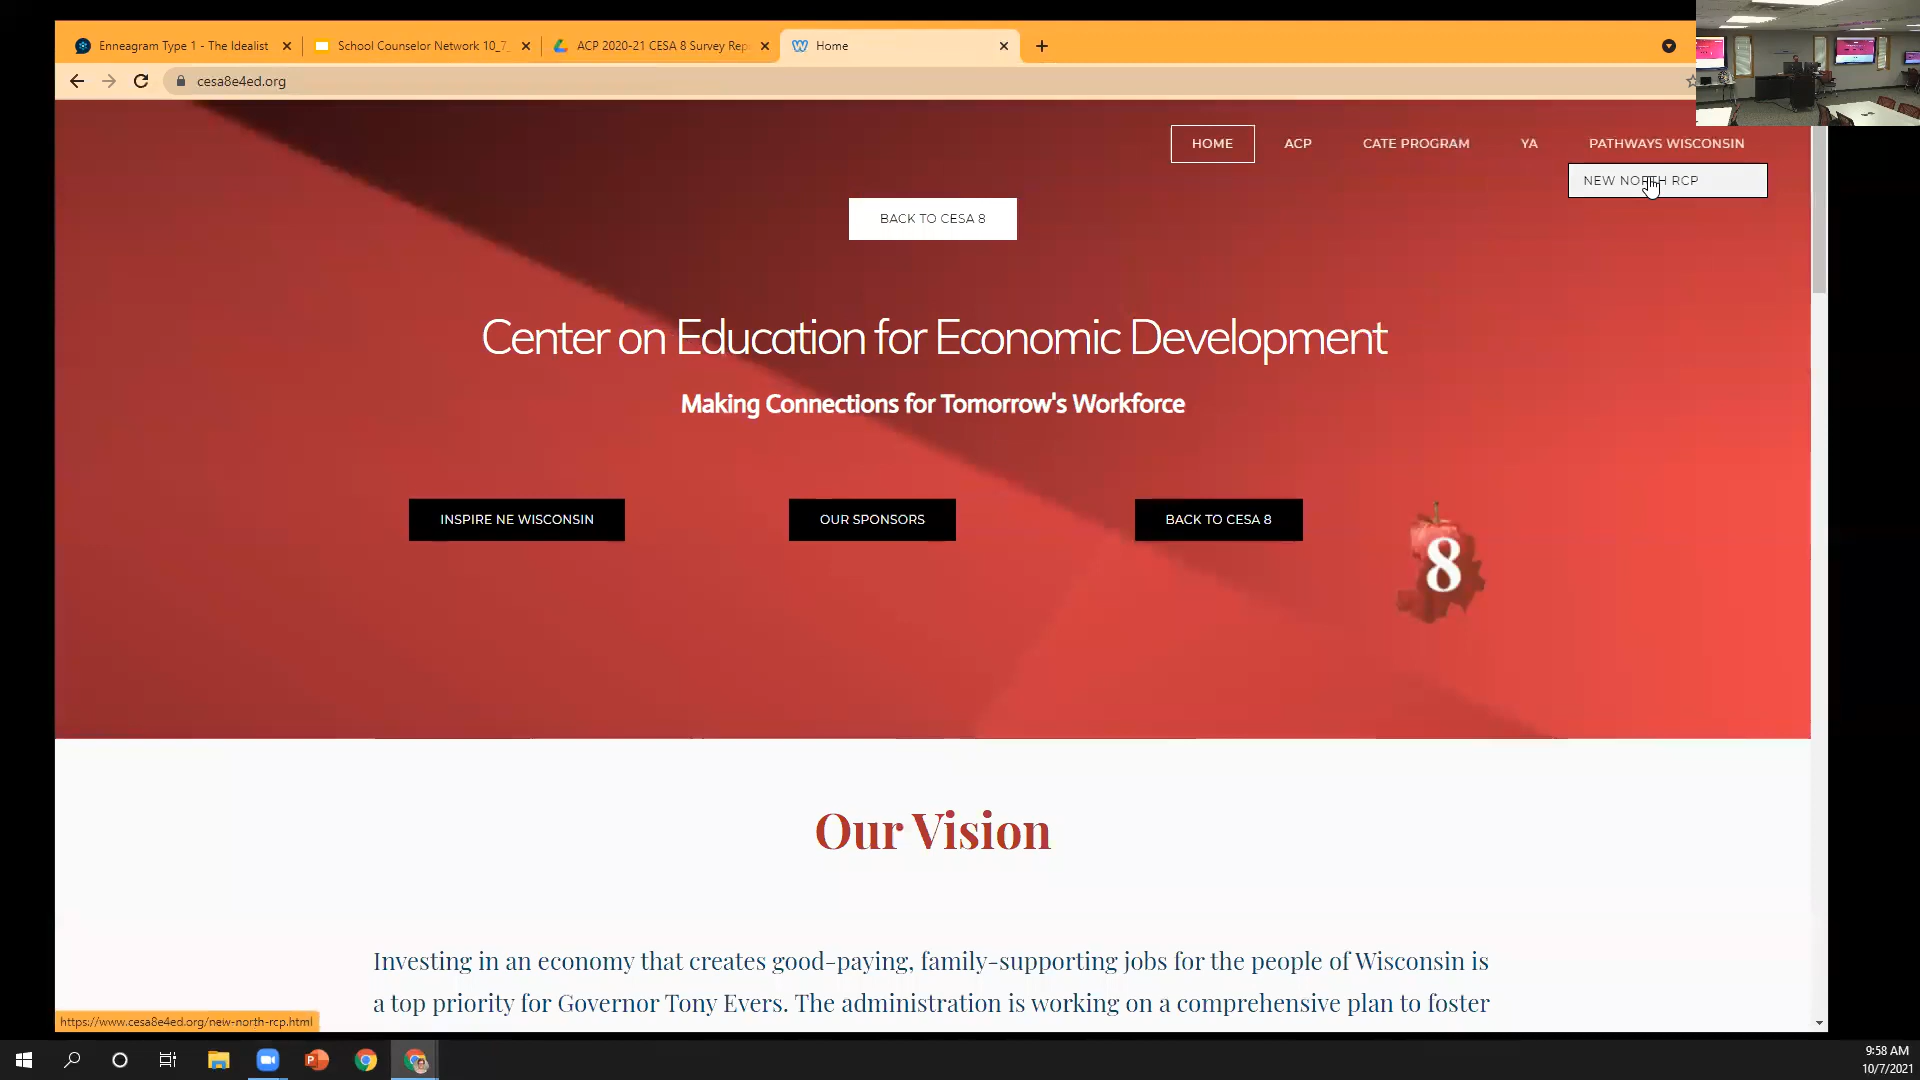 Enneagram Type 1 - The Idealist
School Counselor Network 10_7_
ACP 2020-21 CESA 8 Survey Rep
Home
cesa8e4ed.org
HOME
ACP
CATE PROGRAM
YA
PATHWAYS WISCONSIN
NEW NORTH RCP
BACK TO CESA 8
Center on Education for Economic Development
Making Connections for Tomorrow's Workforce
INSPIRE NE WISCONSIN
OUR SPONSORS
BACK TO CESA 8
8
Our Vision
Investing in an economy that creates good-paying, family-supporting jobs for the people of Wisconsin is
a top priority for Governor Tony Evers. The administration is working on a comprehensive plan to foster
https://www.cesa8e4ed.org/new-north-rcp.html
9:58 AM
10/7/2021